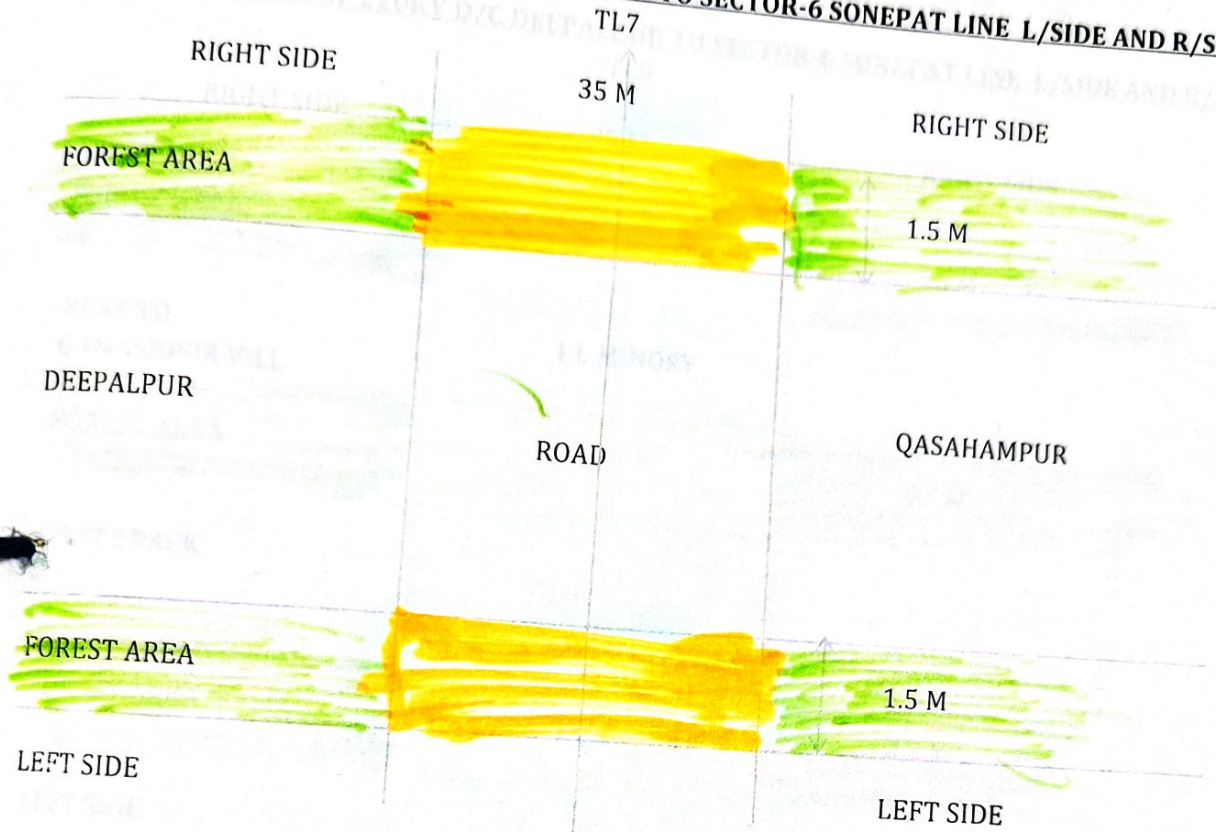 TO SECTOR-6 SONEPAT LINE L/SIDE AND R/S
TL7
RIGHT SIDE
35 M
RIGHT SIDE
FOREST AREA
1.5 M
DEEPALPUR
ROAD
QASAHAMPUR
FOREST AREA
1.5 M
LEFT SIDE
LEFT SIDE